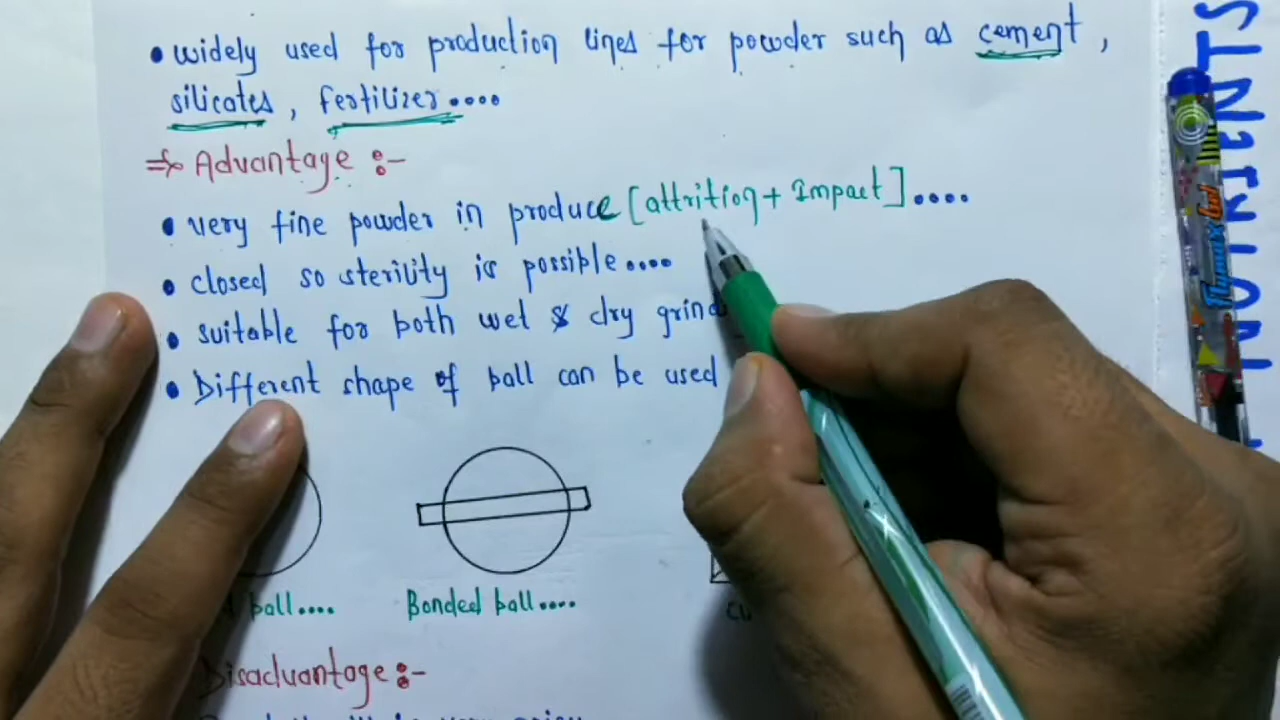 • widely used for production lines for powder such as cement,
silicates, fertilizer....
⇒ Advantage :-
• very fine powder in produce [attrition + Impact]....
• closed so sterility is possible....
• suitable for both wet & dry grind
• Different shape of ball can be used
ball....
Bonded ball....
Disadvantage :-
Flymax Gel